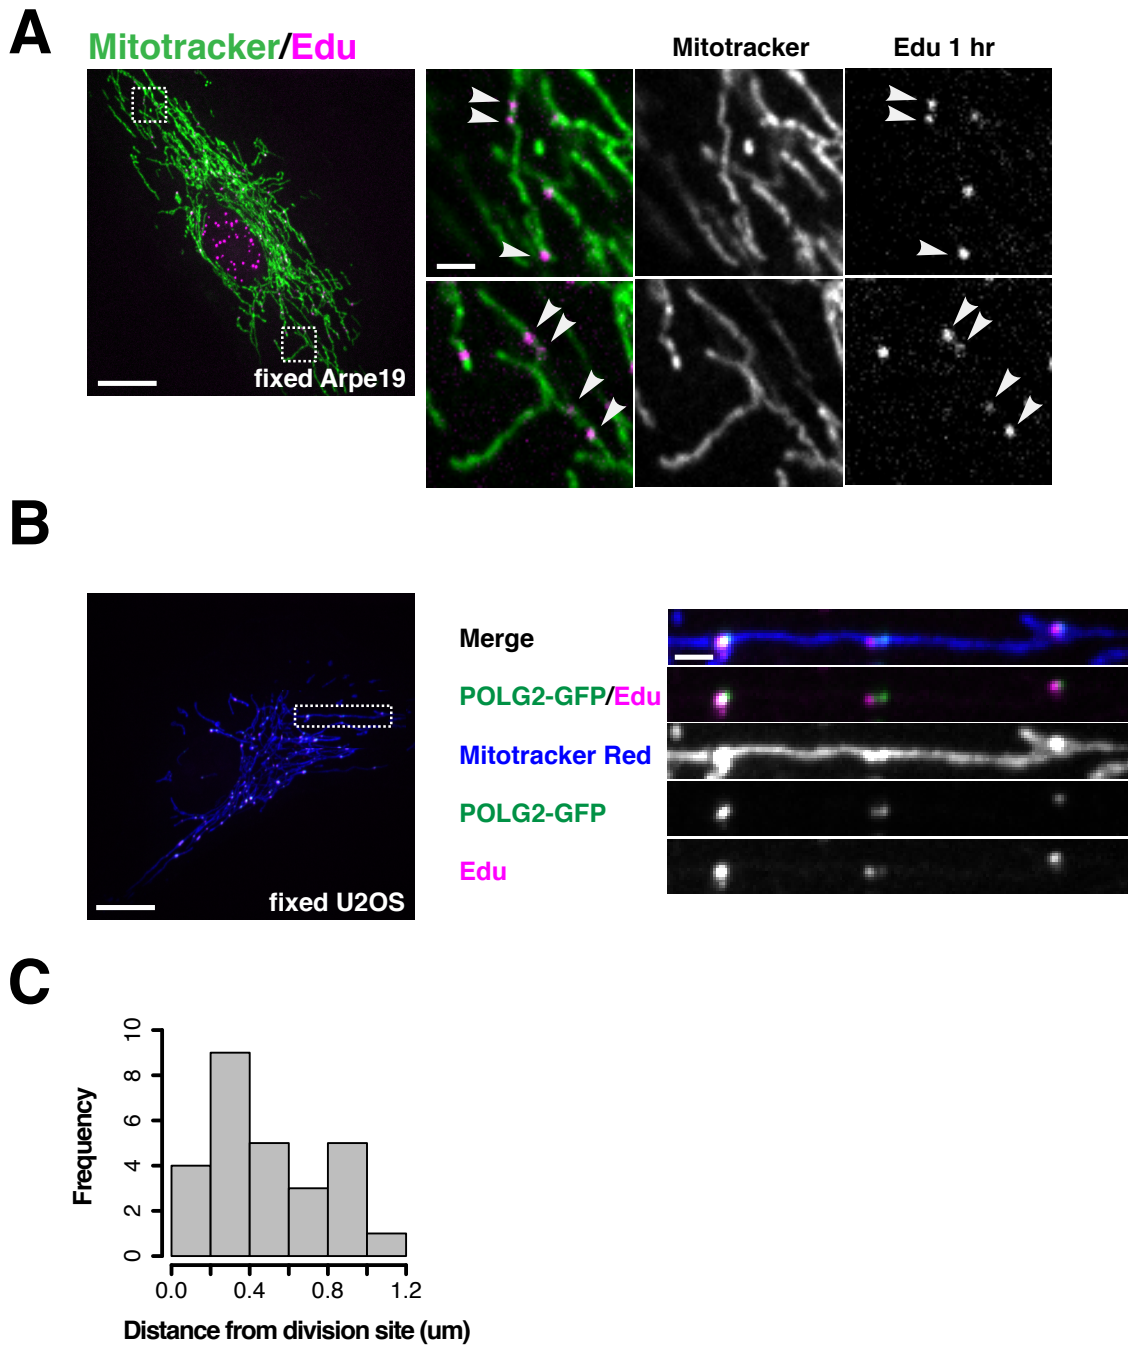 A
Mitotracker/Edu
Mitotracker
Edu 1 hr
fixed Arpe19
B
fixed U2OS
Merge
POLG2-GFP/Edu
Mitotracker Red
POLG2-GFP
Edu
C
Frequency
10
8
6
4
2
0
0.0 0.4 0.8 1.2
Distance from division site (um)